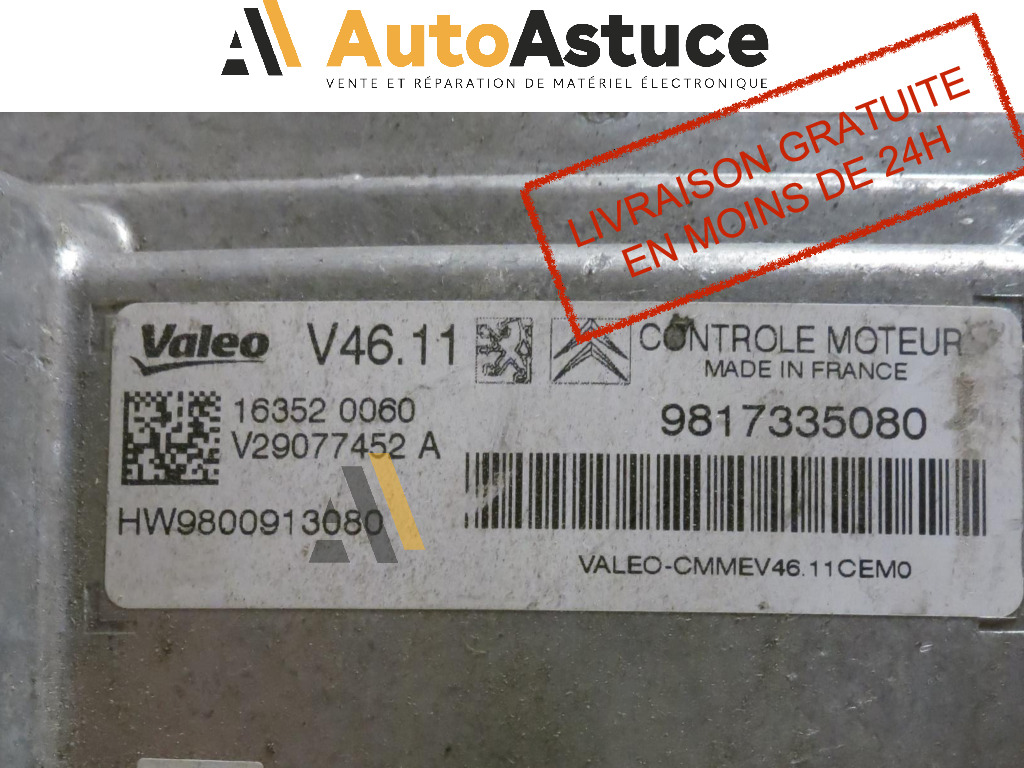 AutoAstuce
VENTE ET RÉPARATION DE MATÉRIEL ÉLECTRONIQUE
LIVRAISON GRATUITE
EN MOINS DE 24H
Valeo V46.11 CONTROLE MOTEUR
MADE IN FRANCE
16352 0060
V29077452 A
9817335080
HW9800913080
VALEO-CMMEV46.11CEM0